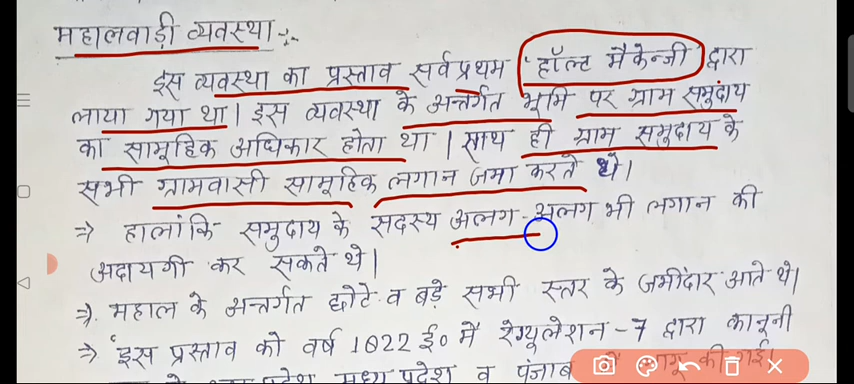 महालवाड़ी व्यवस्था :-
इस व्यवस्था का प्रस्ताव सर्वप्रथम 'हॉल्ट मैकेन्जी' द्वारा
लाया गया था। इस व्यवस्था के अन्तर्गत भूमि पर ग्राम समुदाय
का सामूहिक अधिकार होता था। साथ ही ग्राम समुदाय के
सभी ग्रामवासी सामूहिक लगान जमा करते थे।
⇒ हालांकि समुदाय के सदस्य अलग-अलग भी लगान की
अदायगी कर सकते थे।
⇒ महाल के अन्तर्गत छोटे व बड़े सभी स्तर के जमींदार आते थे।
⇒ इस प्रस्ताव को वर्ष 1822 ई० में रेग्यूलेशन-7 द्वारा कानूनी
मध्य प्रदेश व पंजाब